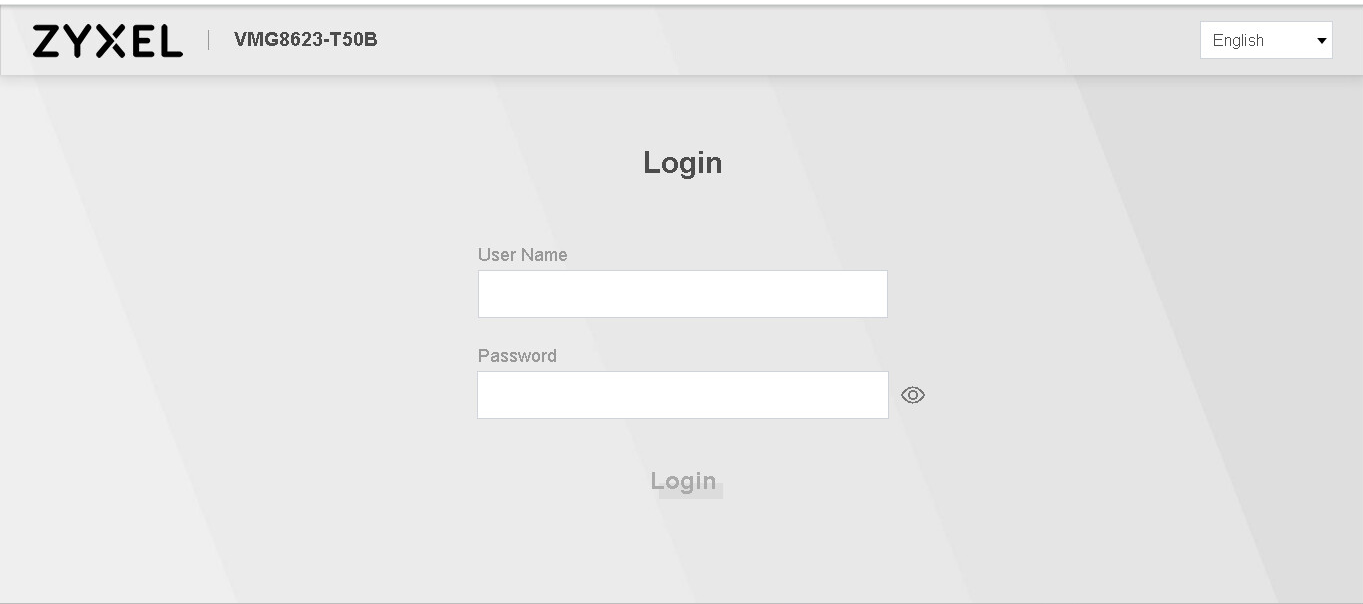 ZYXEL VMG8623-T50B English
Login
User Name
Password
Login